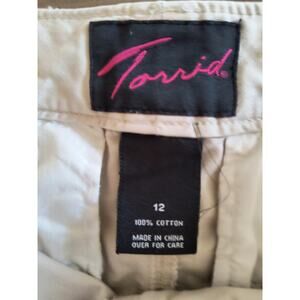 Torrid
12
100% COTTON
MADE IN CHINA
OVER FOR CARE